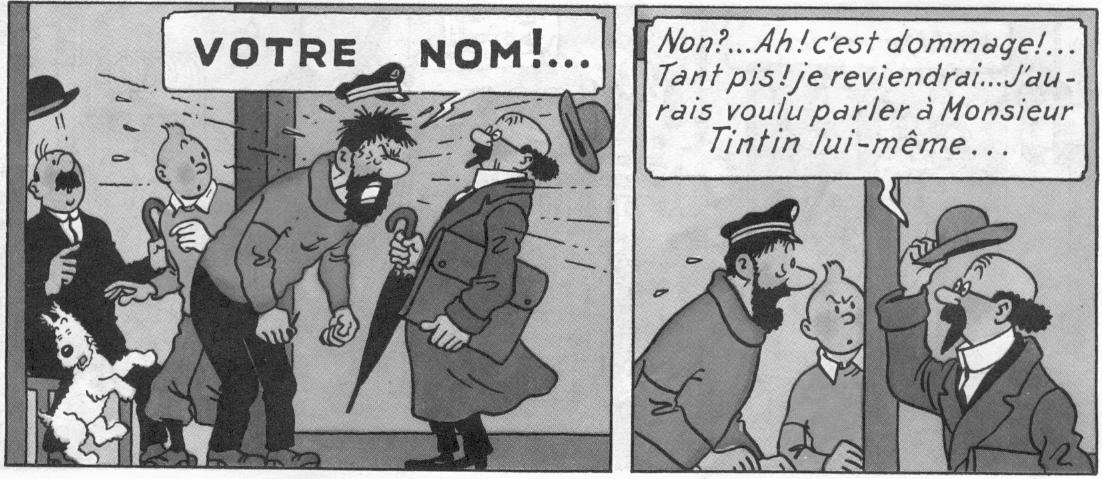 VOTRE NOM!...
Non?...Ah! c'est dommage!...
Tant pis! je reviendrai...J'au-
rais voulu parler à Monsieur
Tintin lui-même...